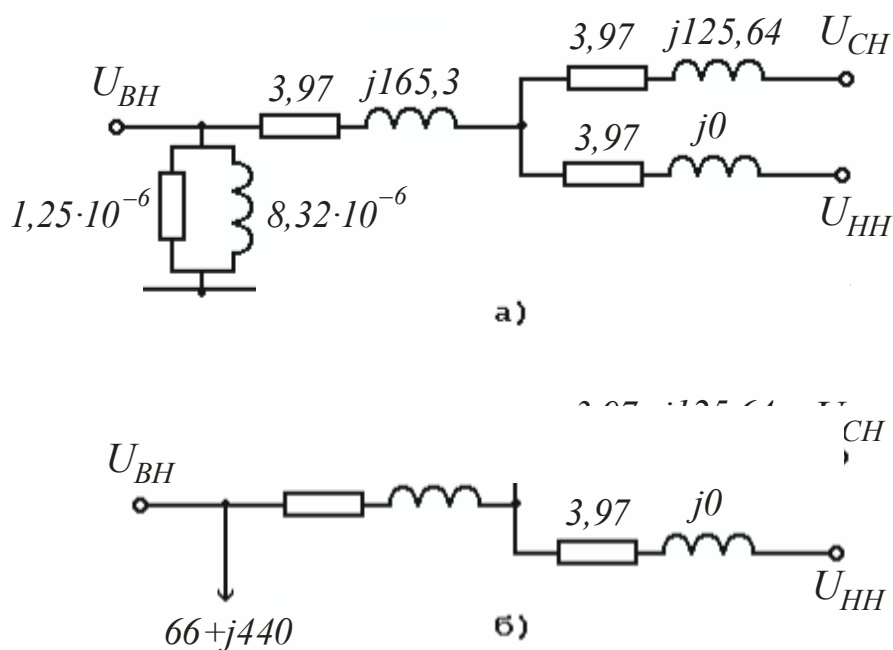 3,97 j125,64 U_CH
U_BH 3,97 j165,3
3,97 j0
1,25·10⁻⁶ 8,32·10⁻⁶ U_HH
а)
CH
U_BH
3,97 j0
U_HH
66+j440 б)